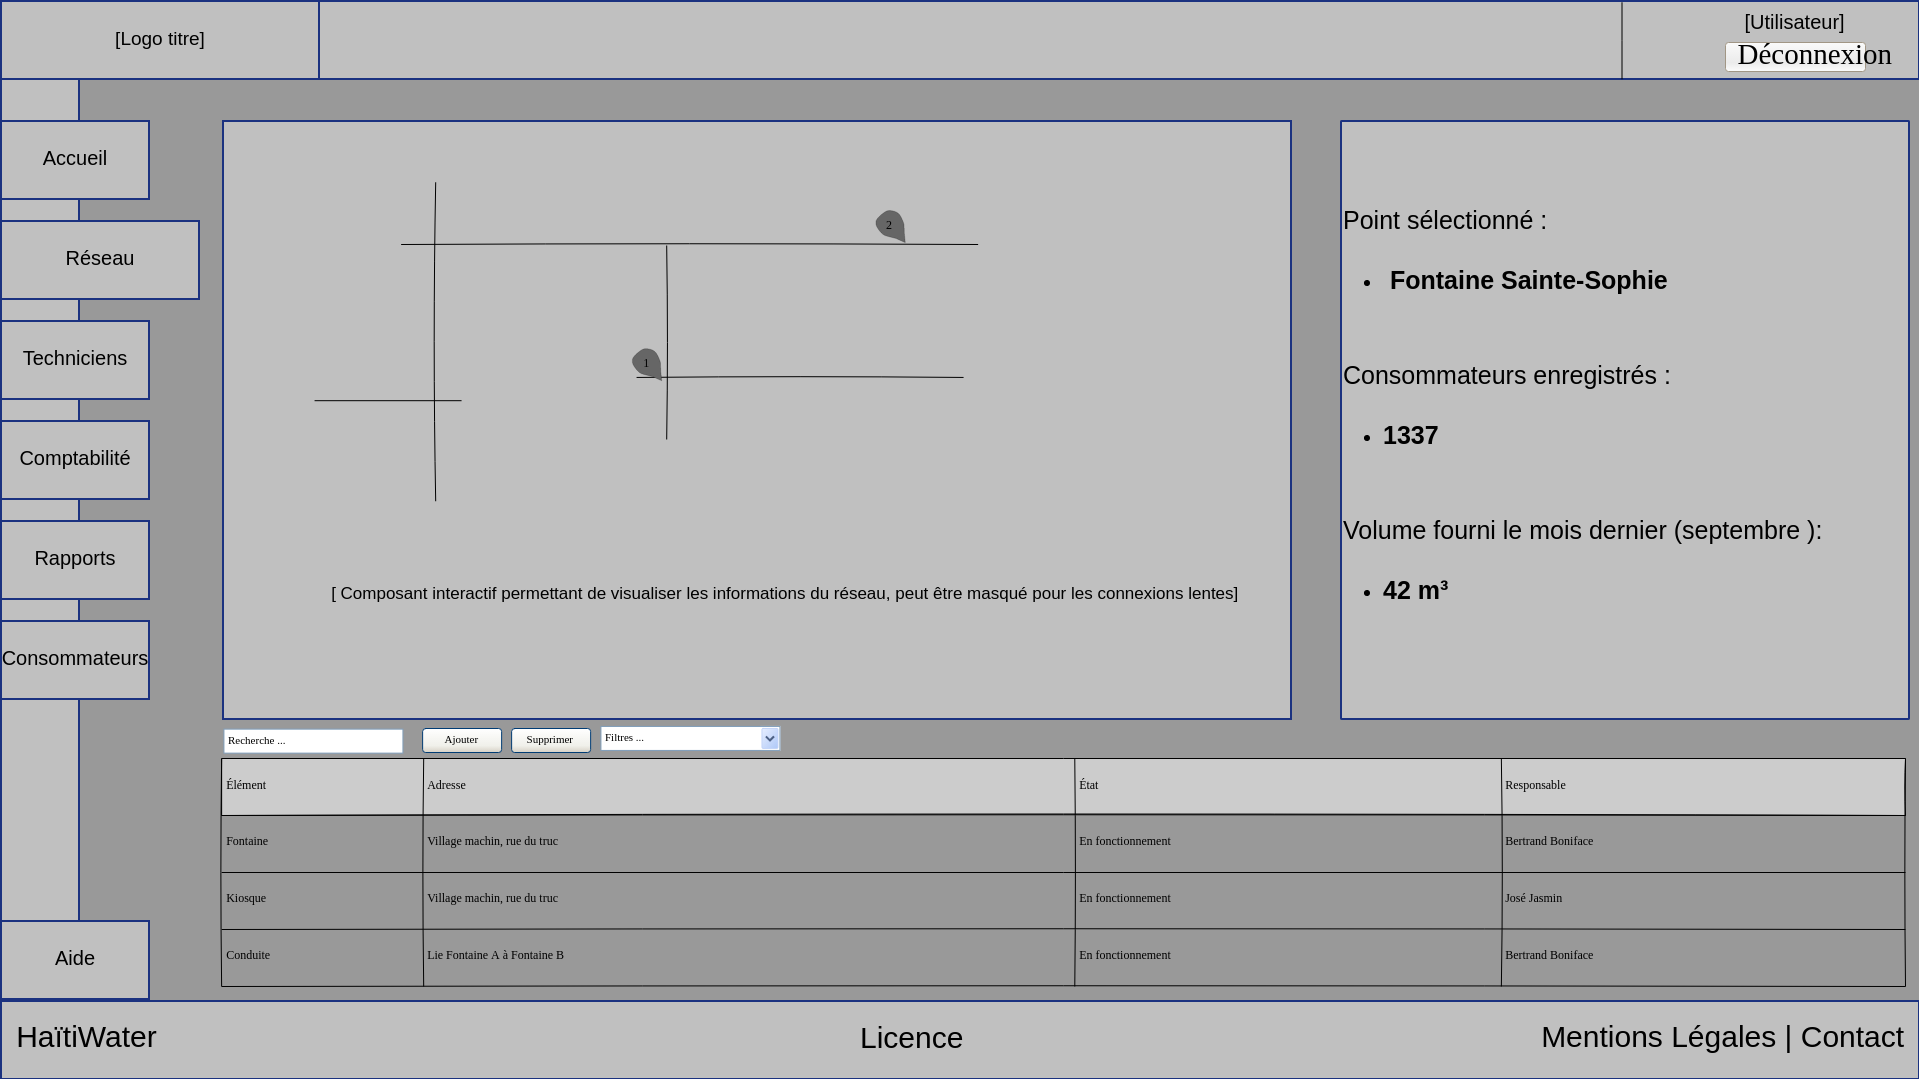 [Logo titre]
[Utilisateur]
Déconnexion
Accueil
Réseau
Techniciens
Comptabilité
Rapports
Consommateurs
Aide
2
1
[ Composant interactif permettant de visualiser les informations du réseau, peut être masqué pour les connexions lentes]
Point sélectionné :
• Fontaine Sainte-Sophie
Consommateurs enregistrés :
• 1337
Volume fourni le mois dernier (septembre ):
• 42 m³
Recherche ... Ajouter Supprimer Filtres ...
Élément Adresse État Responsable
Fontaine Village machin, rue du truc En fonctionnement Bertrand Boniface
Kiosque Village machin, rue du truc En fonctionnement José Jasmin
Conduite Lie Fontaine A à Fontaine B En fonctionnement Bertrand Boniface
HaïtiWater Licence Mentions Légales | Contact